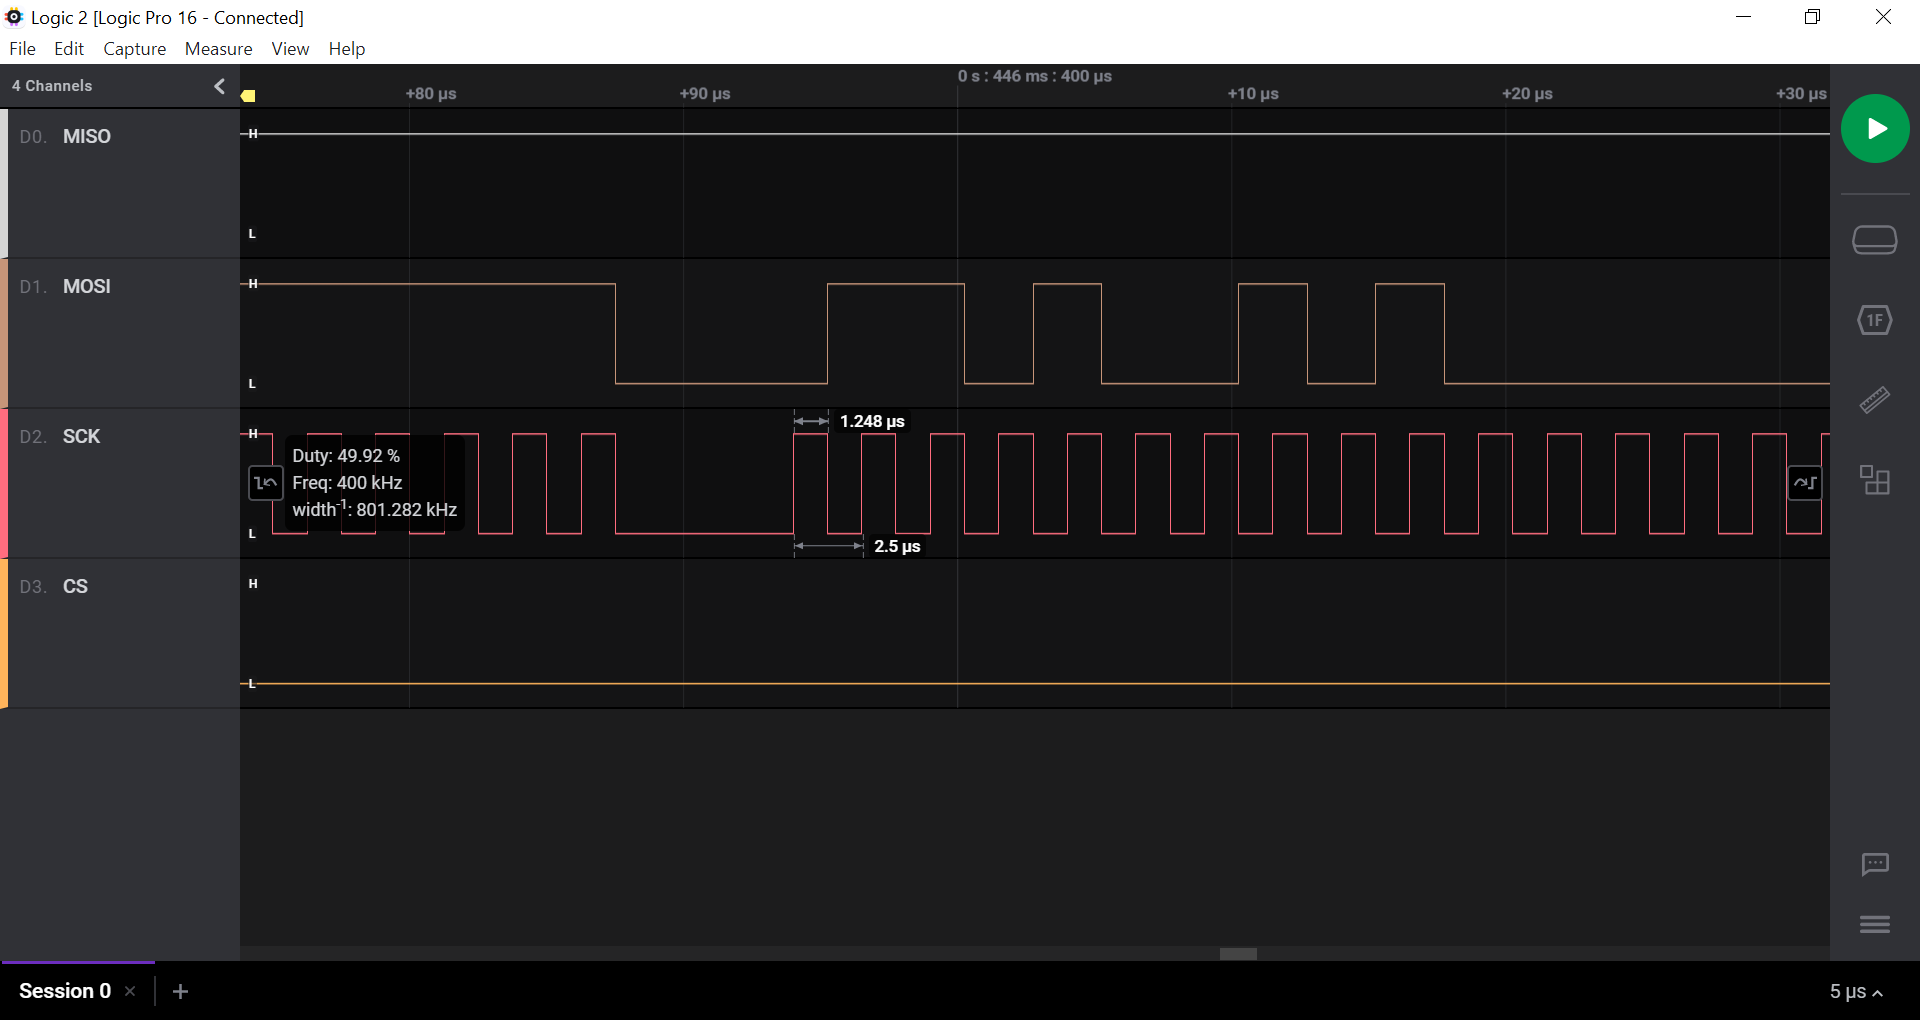 Logic 2 [Logic Pro 16 - Connected]
File Edit Capture Measure View Help
4 Channels
0 s : 446 ms : 400 µs
+80 µs +90 µs +10 µs +20 µs +30 µs
D0. MISO
H
L
D1. MOSI
H
L
1F
D2. SCK
H
1.248 µs
Duty: 49.92 %
Freq: 400 kHz
width⁻¹: 801.282 kHz
L
2.5 µs
D3. CS
H
L
Session 0
5 µs